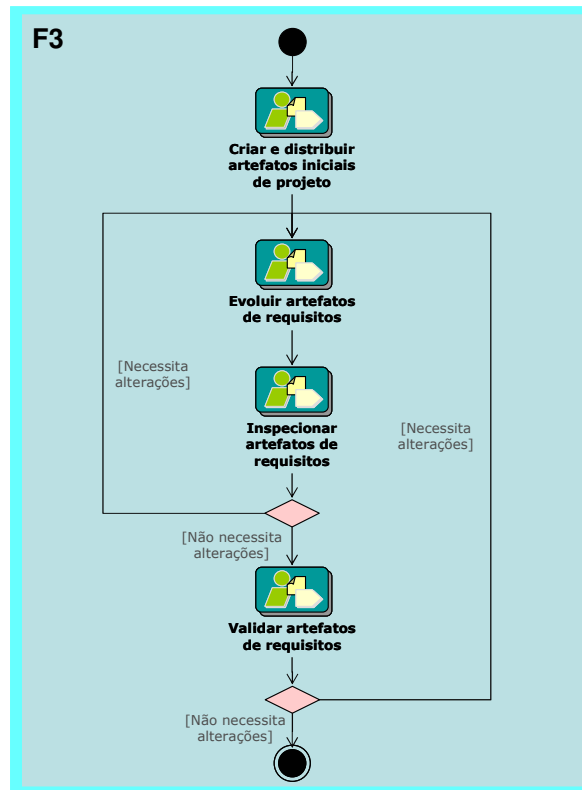 F3
Criar e distribuir
artefatos iniciais
de projeto
Evoluir artefatos
de requisitos
[Necessita
alterações]
Inspecionar
artefatos de
requisitos
[Necessita
alterações]
[Não necessita
alterações]
Validar artefatos
de requisitos
[Não necessita
alterações]